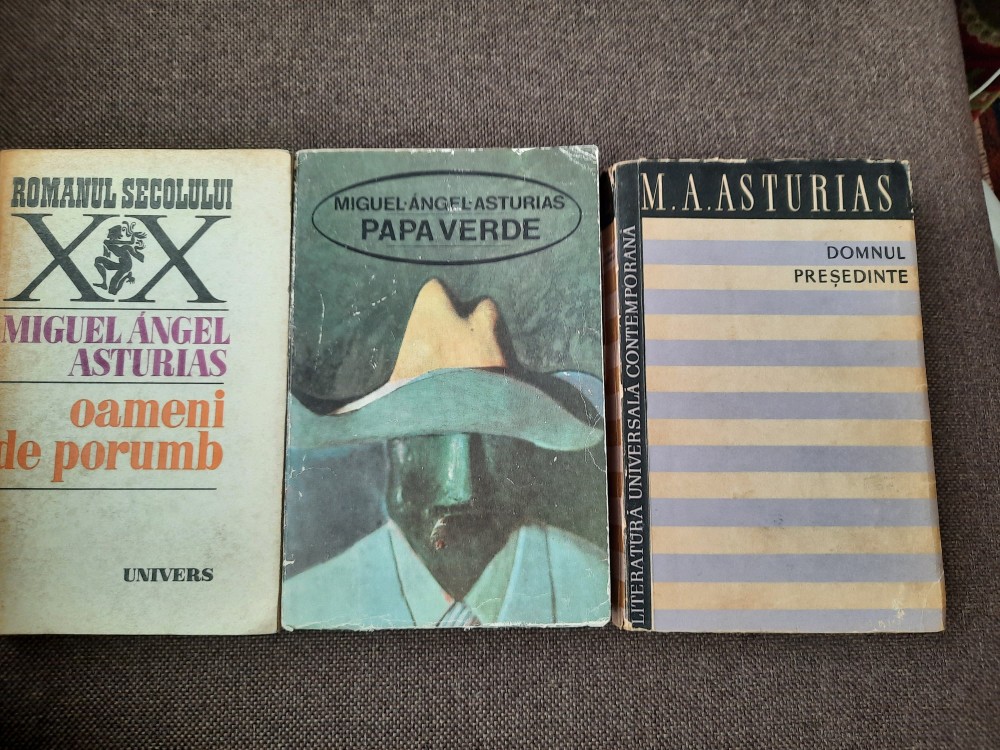 ROMANUL SECOLULUI
XX
MIGUEL ÁNGEL
ASTURIAS
oameni
de porumb
UNIVERS
MIGUEL·ÁNGEL·ASTURIAS
PAPA VERDE
M.A.ASTURIAS
DOMNUL
PREȘEDINTE
LITERATURĂ UNIVERSALĂ CONTEMPORANĂ